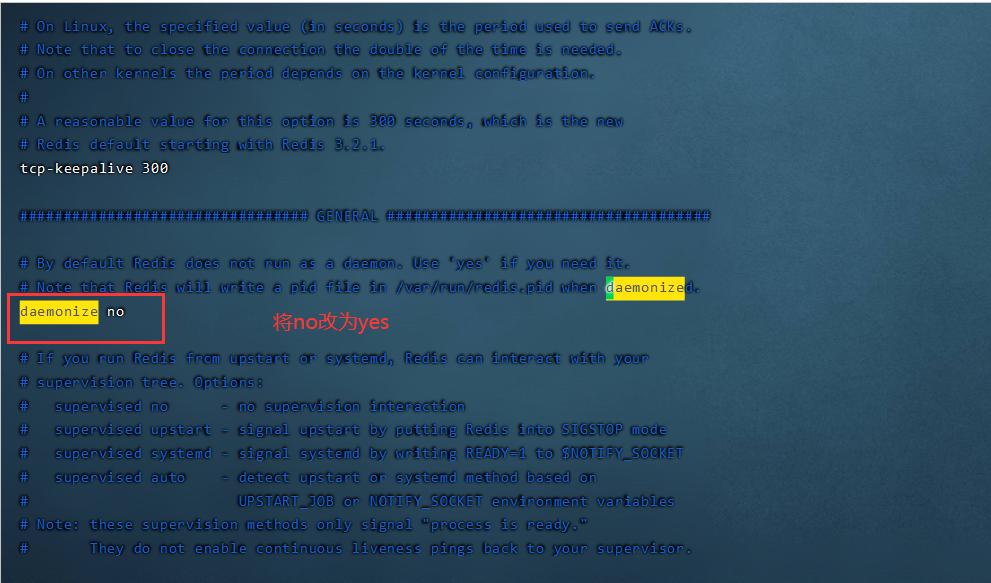 # On Linux, the specified value (in seconds) is the period used to send ACKs.
# Note that to close the connection the double of the time is needed.
# On other kernels the period depends on the kernel configuration.
#
# A reasonable value for this option is 300 seconds, which is the new
# Redis default starting with Redis 3.2.1.
tcp-keepalive 300
################################# GENERAL #####################################
# By default Redis does not run as a daemon. Use 'yes' if you need it.
# Note that Redis will write a pid file in /var/run/redis.pid when daemonized.
daemonize no
将no改为yes
# If you run Redis from upstart or systemd, Redis can interact with your
# supervision tree. Options:
#   supervised no      - no supervision interaction
#   supervised upstart - signal upstart by putting Redis into SIGSTOP mode
#   supervised systemd - signal systemd by writing READY=1 to $NOTIFY_SOCKET
#   supervised auto    - detect upstart or systemd method based on
#                        UPSTART_JOB or NOTIFY_SOCKET environment variables
# Note: these supervision methods only signal "process is ready."
#       They do not enable continuous liveness pings back to your supervisor.